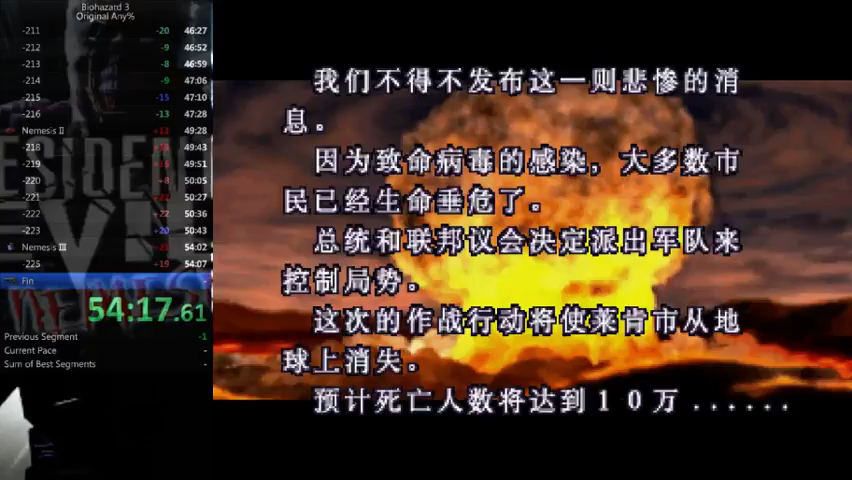 Biohazard 3
Original Any%
-211 -20 46:27
-212 -9 46:52
-213 -8 46:59
-214 -9 47:06
-215 -15 47:10
-216 -13 47:28
Nemesis II 49:28
-218 49:43
-219 49:51
-220 -8 50:05
-221 50:27
-222 +22 50:36
-223 +20 50:43
Nemesis III 54:02
-225 +19 54:07
Fin -
54:17.61
Previous Segment -1
Current Pace -
Sum of Best Segments -
我们不得不发布这一则悲惨的消
息。
因为致命病毒的感染，大多数市
民已经生命垂危了。
总统和联邦议会决定派出军队来
控制局势。
这次的作战行动将使莱肯市从地
球上消失。
预计死亡人数将达到１０万......